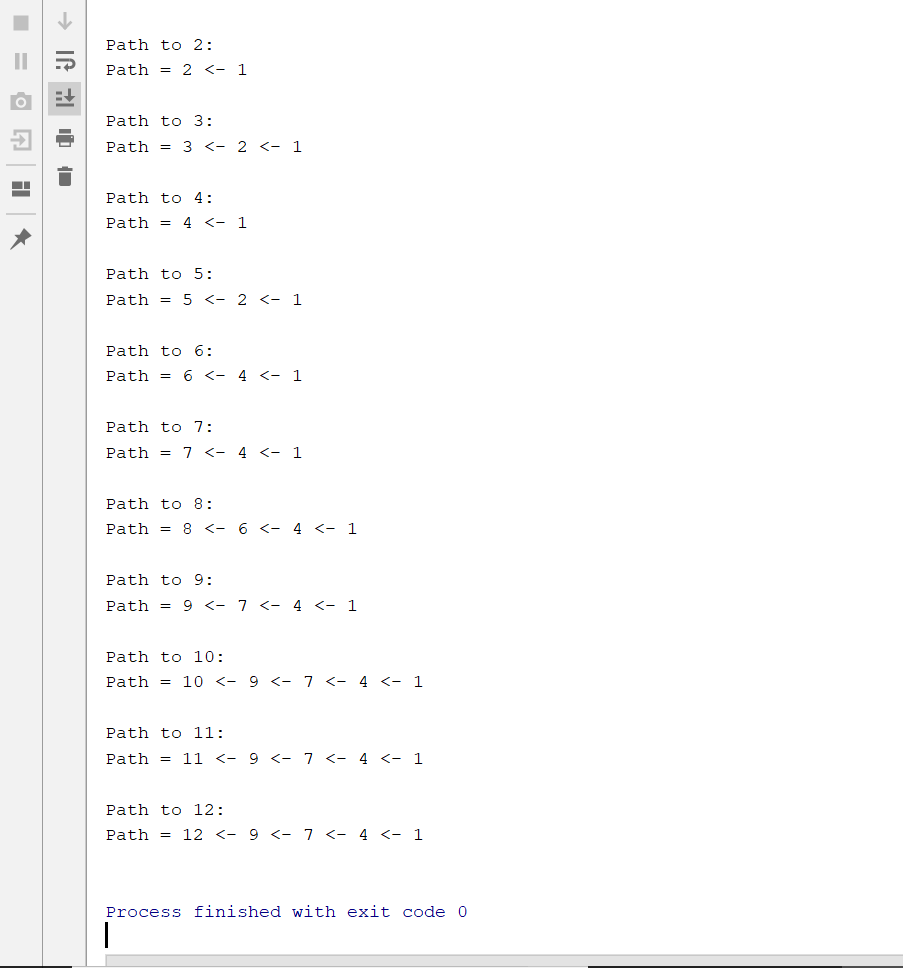 Path to 2:
Path = 2 <- 1
Path to 3:
Path = 3 <- 2 <- 1
Path to 4:
Path = 4 <- 1
Path to 5:
Path = 5 <- 2 <- 1
Path to 6:
Path = 6 <- 4 <- 1
Path to 7:
Path = 7 <- 4 <- 1
Path to 8:
Path = 8 <- 6 <- 4 <- 1
Path to 9:
Path = 9 <- 7 <- 4 <- 1
Path to 10:
Path = 10 <- 9 <- 7 <- 4 <- 1
Path to 11:
Path = 11 <- 9 <- 7 <- 4 <- 1
Path to 12:
Path = 12 <- 9 <- 7 <- 4 <- 1
Process finished with exit code 0